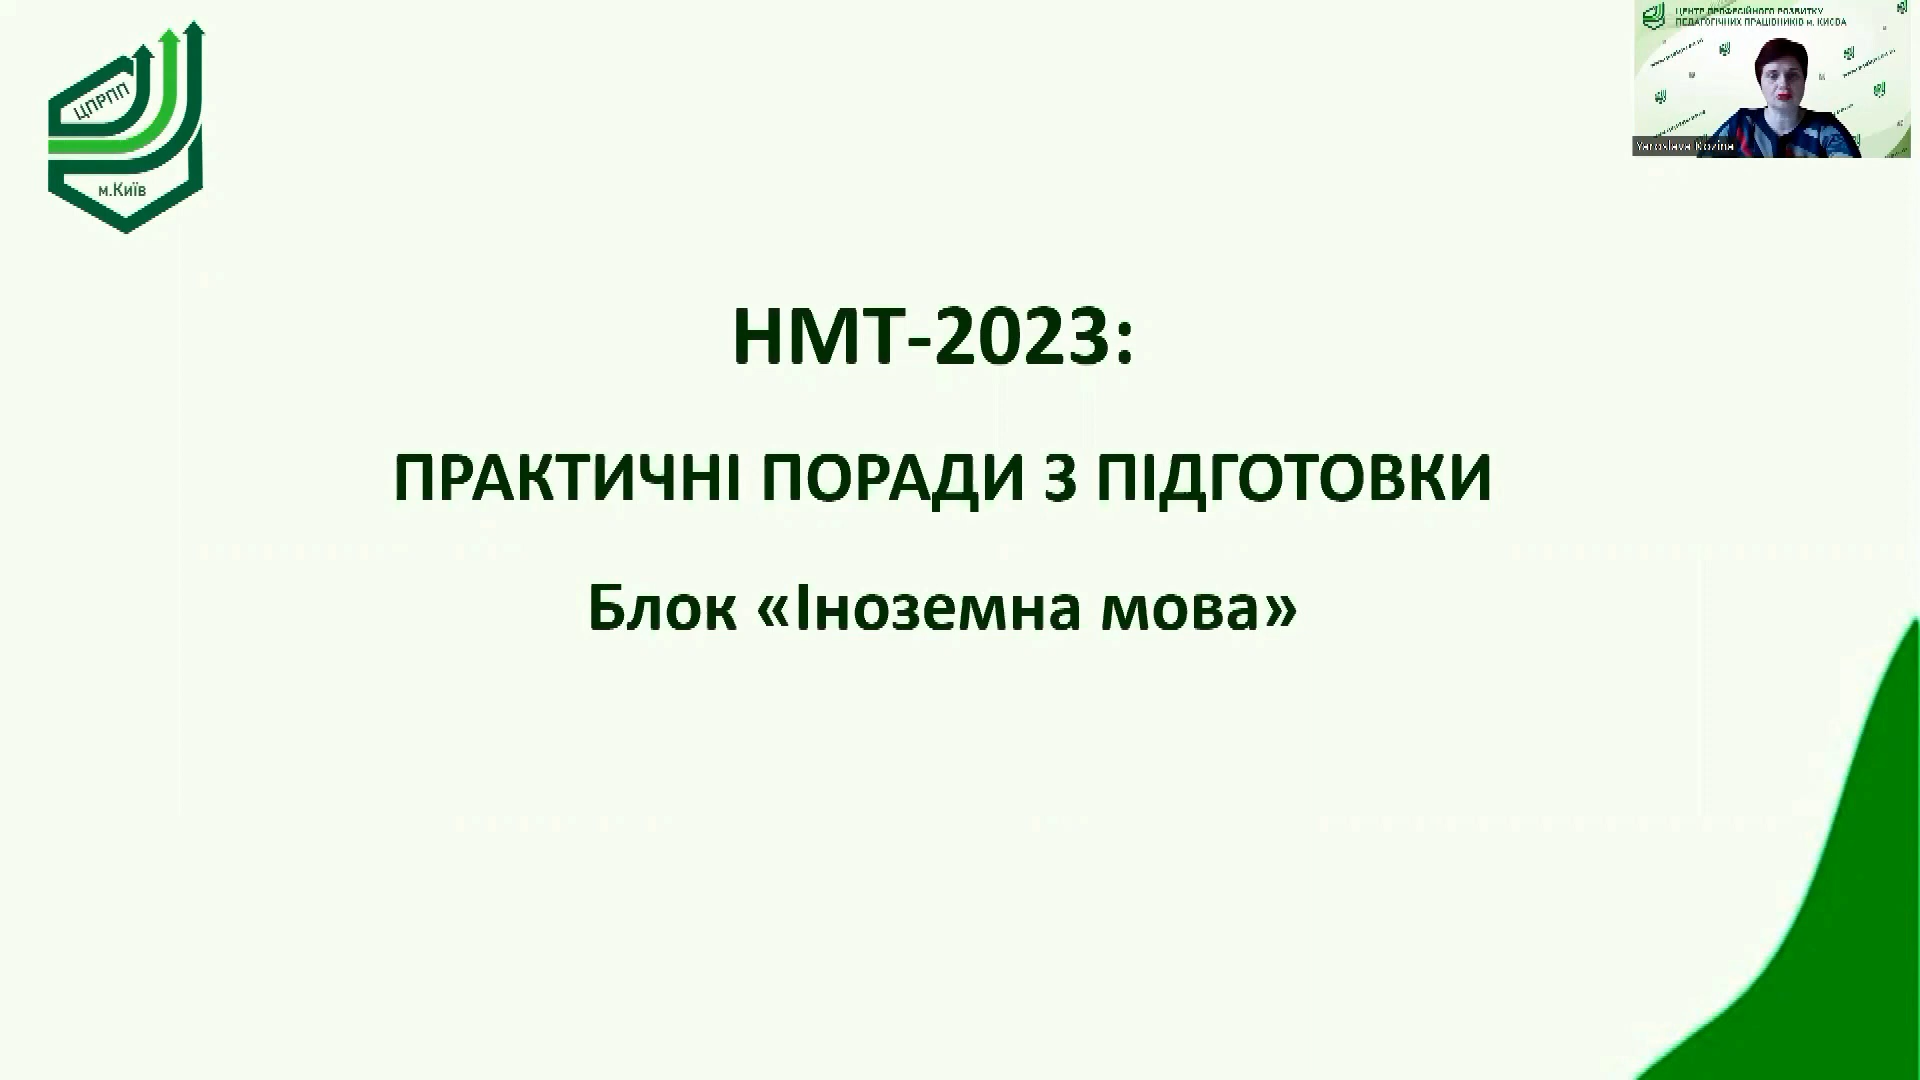 ЦПРПП
м.Київ
ЦЕНТР ПРОФЕСІЙНОГО РОЗВИТКУ
ПЕДАГОГІЧНИХ ПРАЦІВНИКІВ м. КИЄВА
Yaroslava Kozina
НМТ-2023:
ПРАКТИЧНІ ПОРАДИ З ПІДГОТОВКИ
Блок «Іноземна мова»